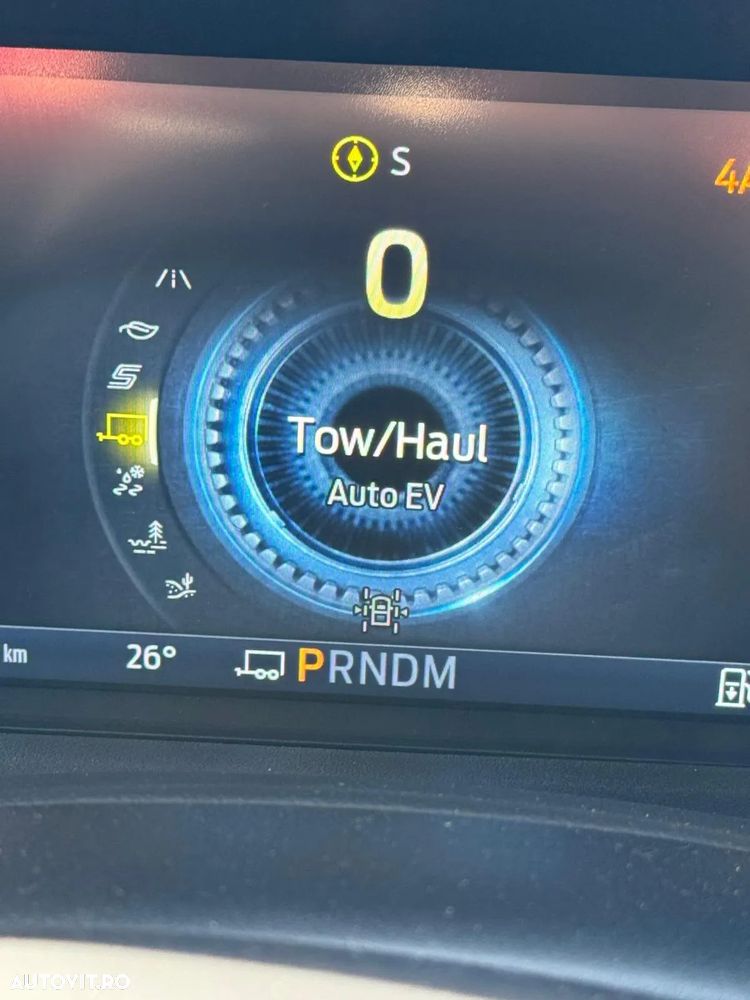 S
4A
0
Tow/Haul
Auto EV
km 26° PRNDM
AUTOVIT.RO